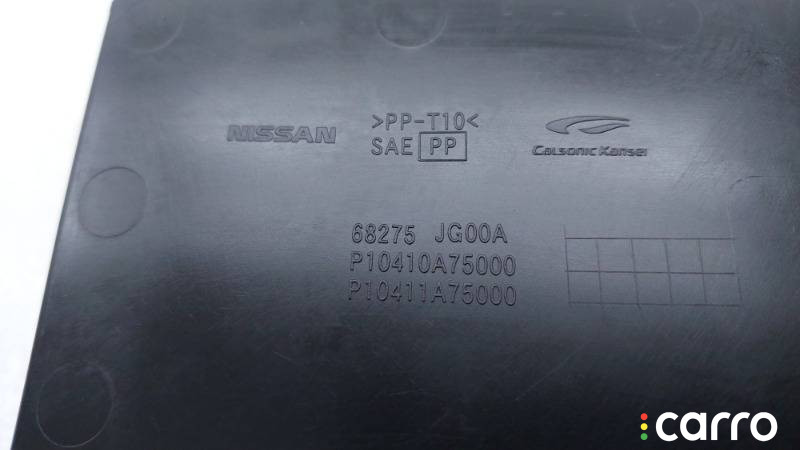 NISSAN
>PP-T10<
SAE PP
Calsonic Kansei
68275 JG00A
P10410A75000
P10411A75000
carro